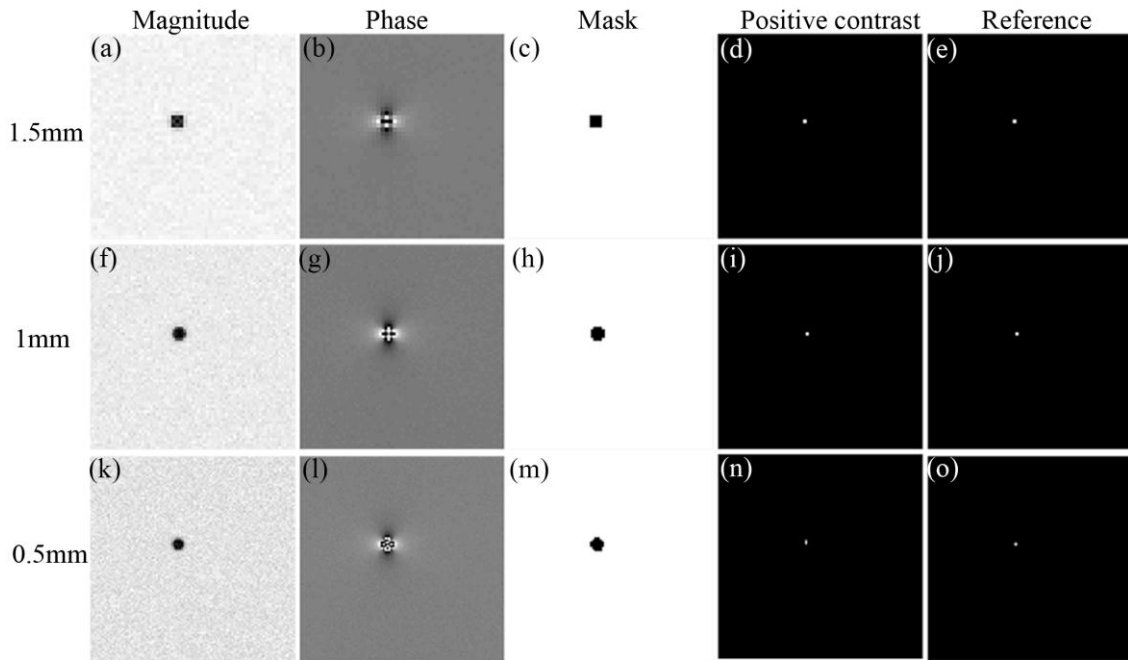 Magnitude Phase Mask Positive contrast Reference
(a) (b) (c) (d) (e)
1.5mm
(f) (g) (h) (i) (j)
1mm
(k) (l) (m) (n) (o)
0.5mm